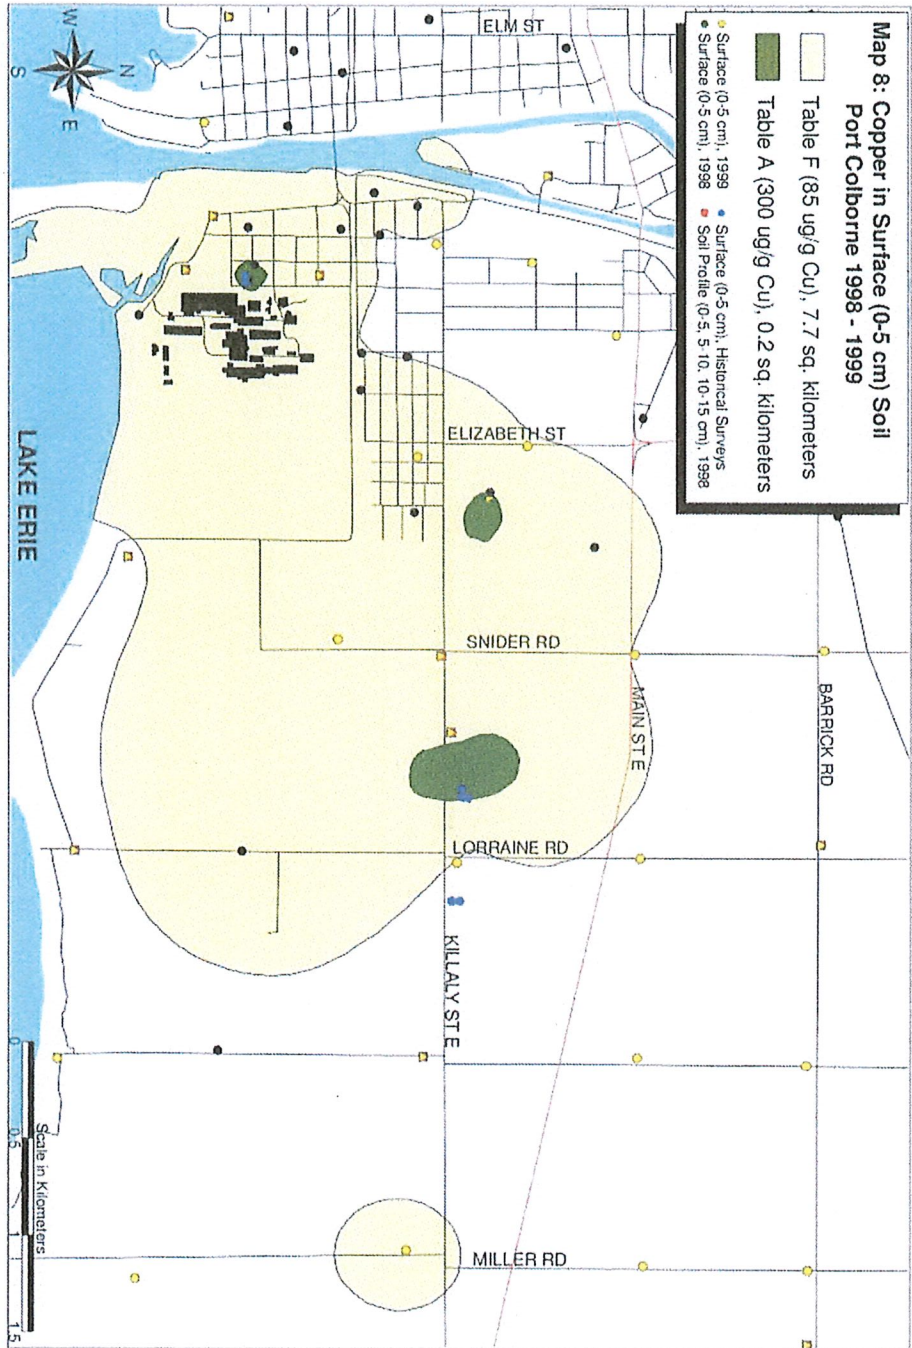 Map 8: Copper in Surface (0-5 cm) Soil
Port Colborne 1998 - 1999
Table F (85 ug/g Cu), 7.7 sq. kilometers
Table A (300 ug/g Cu), 0.2 sq. kilometers
Surface (0-5 cm), 1999
Surface (0-5 cm), Historical Surveys
Surface (0-5 cm), 1998
Soil Profile (0-5, 5-10, 10-15 cm), 1998
ELM ST
N
W
E
S
ELIZABETH ST
SNIDER RD
MAIN ST E
BARRICK RD
LORRAINE RD
KILLALY ST E
MILLER RD
LAKE ERIE
Scale in Kilometers
0
0.5
1
1.5